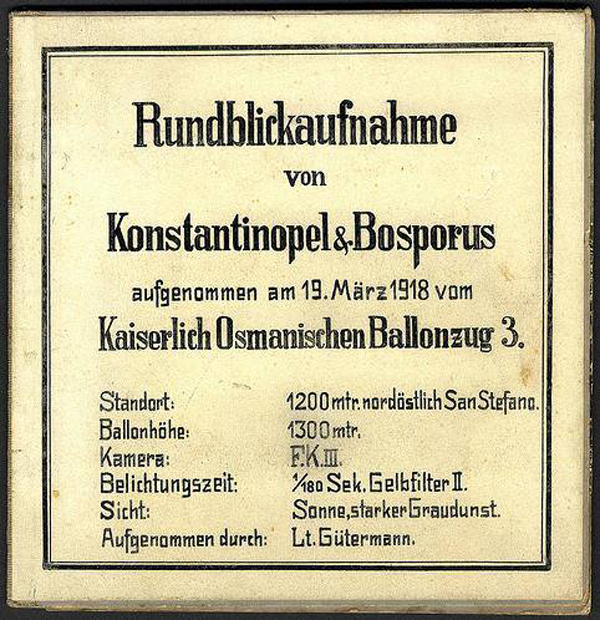 Rundblickaufnahme
von
Konstantinopel & Bosporus
aufgenommen am 19. März 1918 vom
Kaiserlich Osmanischen Ballonzug 3.
Standort: 1200 mtr. nordöstlich San Stefano.
Ballonhöhe: 1300 mtr.
Kamera: F.K.III.
Belichtungszeit: 1/180 Sek. Gelbfilter II.
Sicht: Sonne, starker Graudunst.
Aufgenommen durch: Lt. Gütermann.